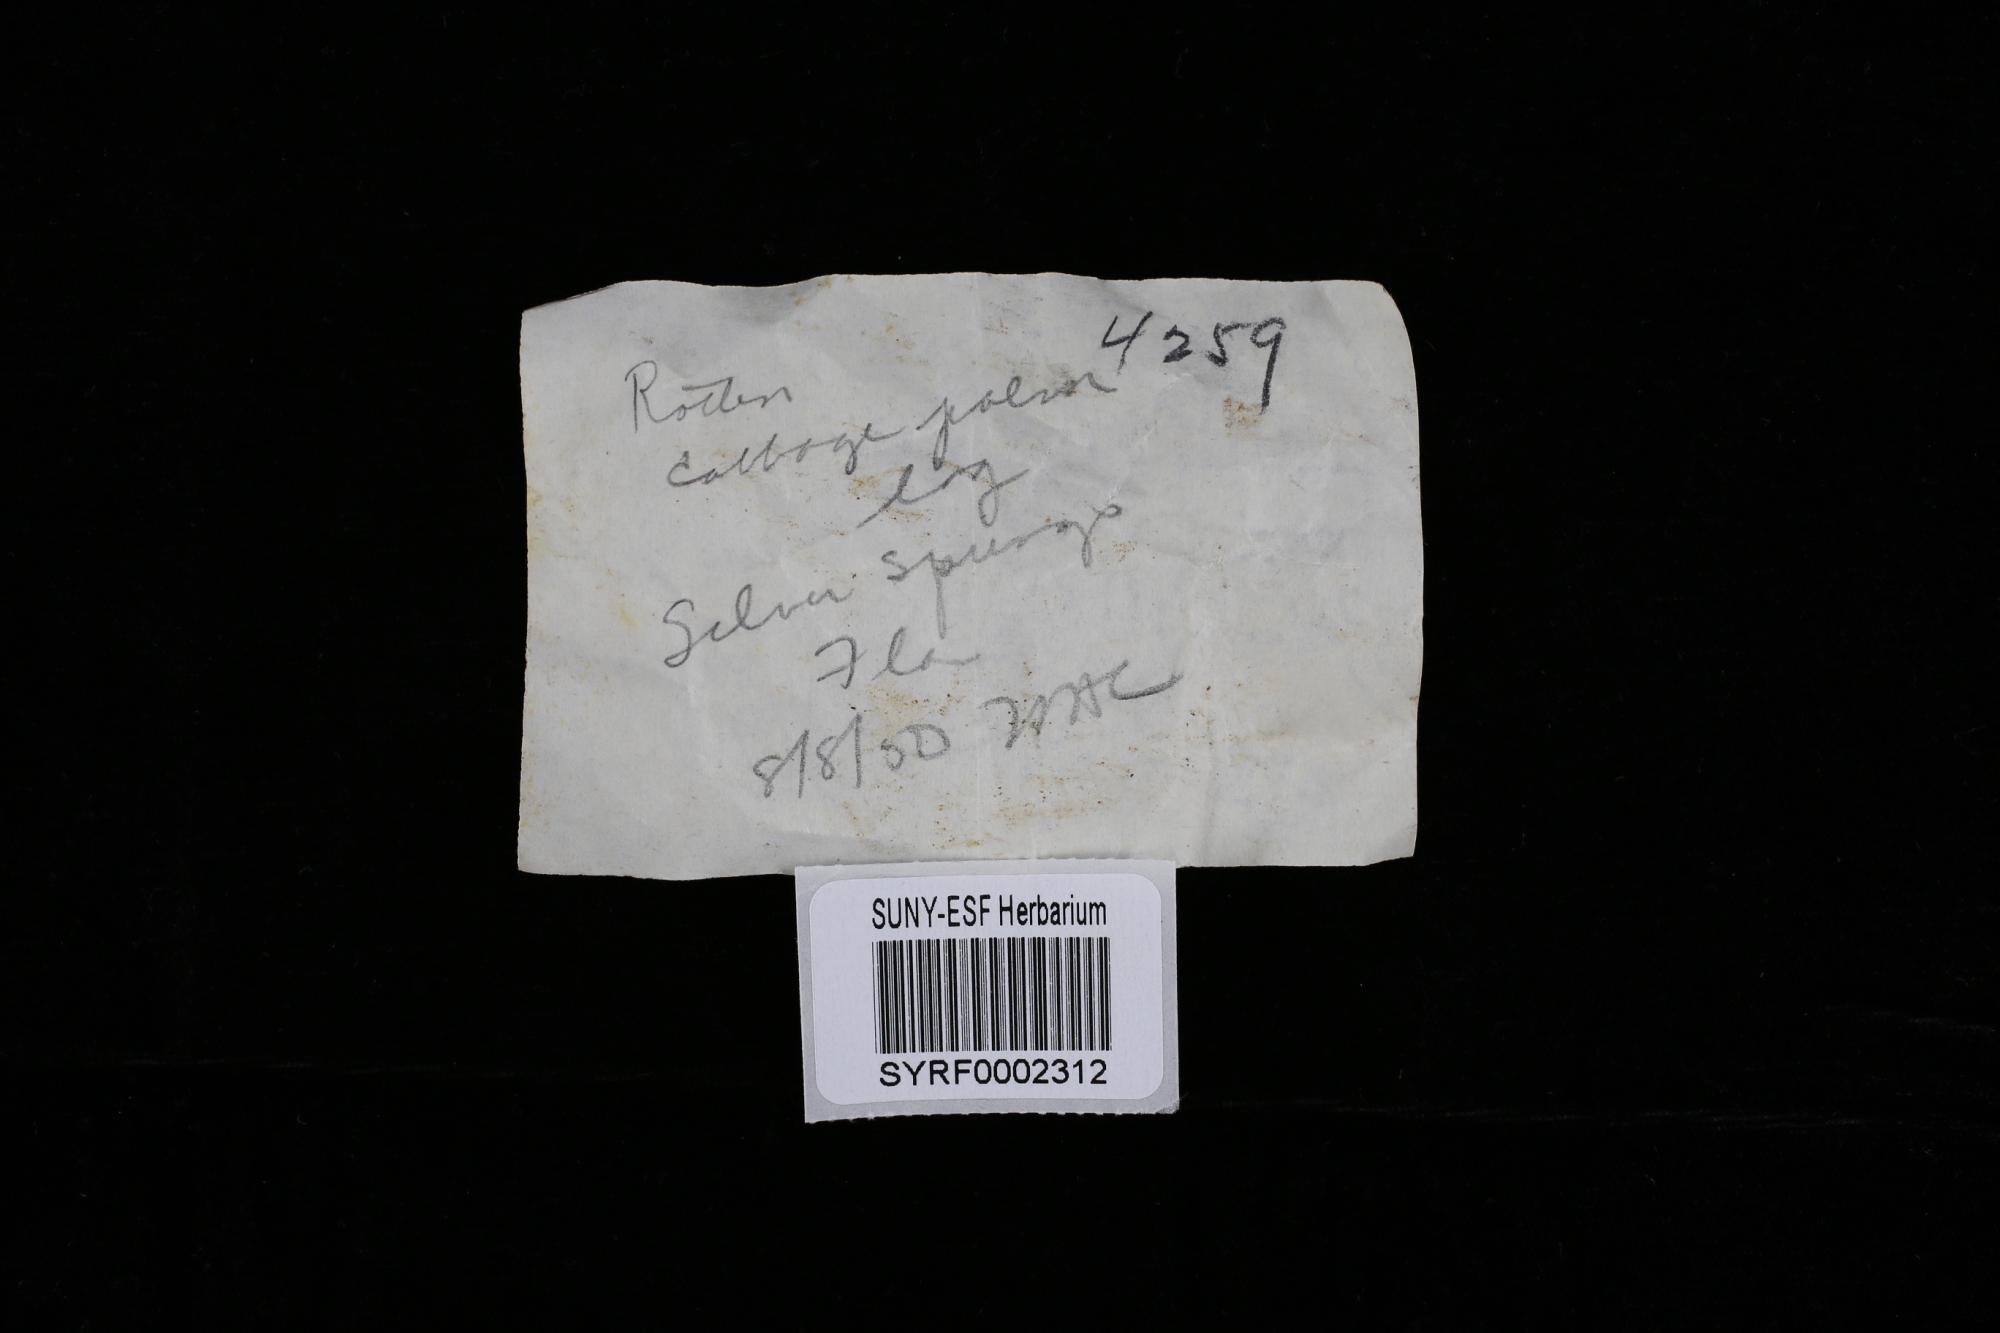 4259
Rotten
cabbage palm
log
Silver Springs
Fla
8/8/50
SUNY-ESF Herbarium
SYRF0002312